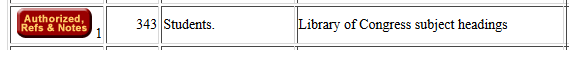 Authorized,
Refs & Notes 1 343 Students. Library of Congress subject headings